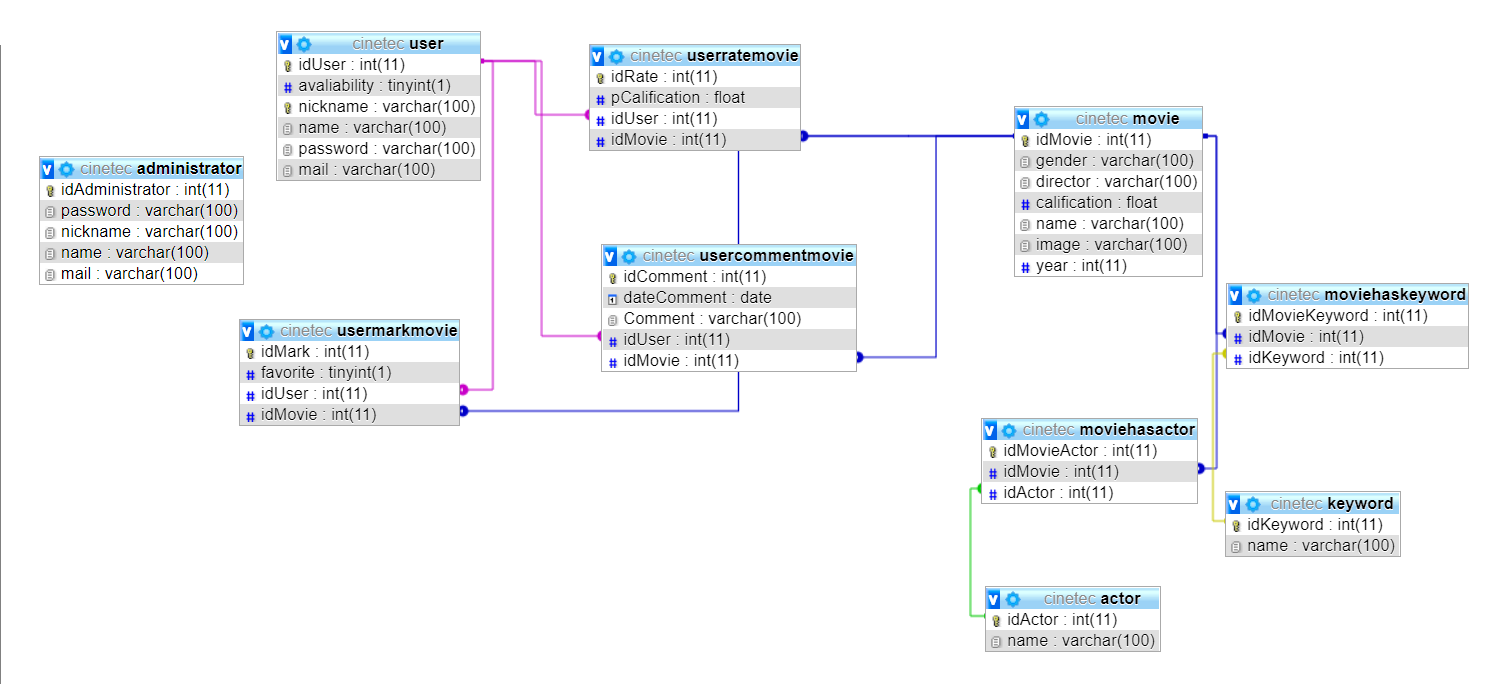 cinetec user
idUser : int(11)
avaliability : tinyint(1)
nickname : varchar(100)
name : varchar(100)
password : varchar(100)
mail : varchar(100)
cinetec userratemovie
idRate : int(11)
pCalification : float
idUser : int(11)
idMovie : int(11)
cinetec movie
idMovie : int(11)
gender : varchar(100)
director : varchar(100)
calification : float
name : varchar(100)
image : varchar(100)
year : int(11)
cinetec administrator
idAdministrator : int(11)
password : varchar(100)
nickname : varchar(100)
name : varchar(100)
mail : varchar(100)
cinetec usercommentmovie
idComment : int(11)
dateComment : date
Comment : varchar(100)
idUser : int(11)
idMovie : int(11)
cinetec moviehaskeyword
idMovieKeyword : int(11)
idMovie : int(11)
idKeyword : int(11)
cinetec usermarkmovie
idMark : int(11)
favorite : tinyint(1)
idUser : int(11)
idMovie : int(11)
cinetec moviehasactor
idMovieActor : int(11)
idMovie : int(11)
idActor : int(11)
cinetec keyword
idKeyword : int(11)
name : varchar(100)
cinetec actor
idActor : int(11)
name : varchar(100)